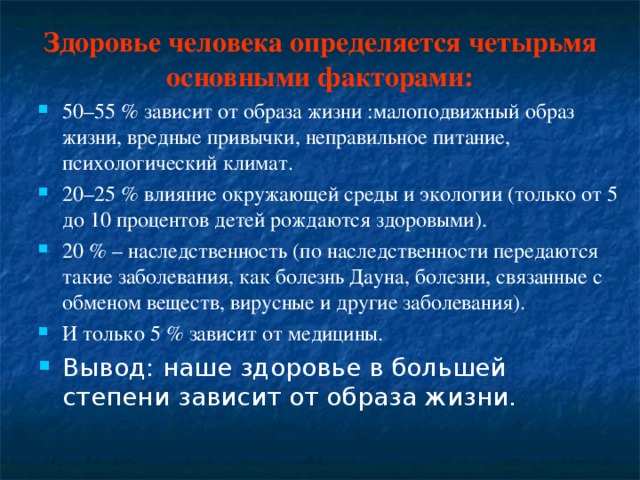 Здоровье человека определяется четырьмя
основными факторами:
50–55 % зависит от образа жизни :малоподвижный образ
жизни, вредные привычки, неправильное питание,
психологический климат.
20–25 % влияние окружающей среды и экологии (только от 5
до 10 процентов детей рождаются здоровыми).
20 % – наследственность (по наследственности передаются
такие заболевания, как болезнь Дауна, болезни, связанные с
обменом веществ, вирусные и другие заболевания).
И только 5 % зависит от медицины.
Вывод: наше здоровье в большей
степени зависит от образа жизни.